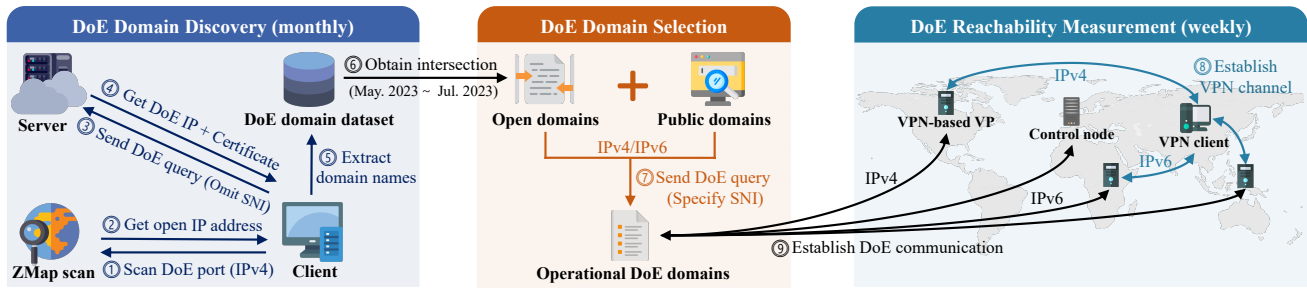 DoE Domain Discovery (monthly)
Server
④ Get DoE IP + Certificate
③ Send DoE query (Omit SNI)
DoE domain dataset
⑤ Extract
domain names
② Get open IP address
① Scan DoE port (IPv4)
ZMap scan
Client
⑥ Obtain intersection
(May. 2023 ~ Jul. 2023)
DoE Domain Selection
Open domains
Public domains
IPv4/IPv6
⑦ Send DoE query
(Specify SNI)
Operational DoE domains
DoE Reachability Measurement (weekly)
IPv4
⑧ Establish
VPN channel
VPN-based VP
Control node
VPN client
IPv6
IPv4
IPv6
⑨ Establish DoE communication